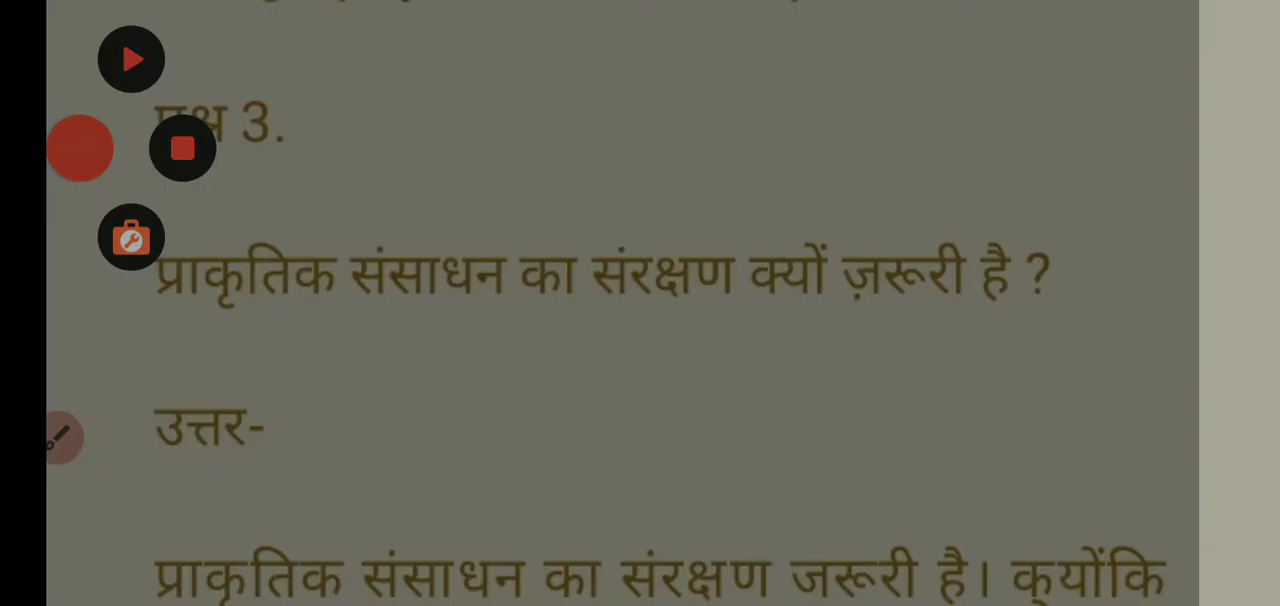 प्रश्न 3.
प्राकृतिक संसाधन का संरक्षण क्यों ज़रूरी है ?
उत्तर-
प्राकृतिक संसाधन का संरक्षण जरूरी है। क्योंकि